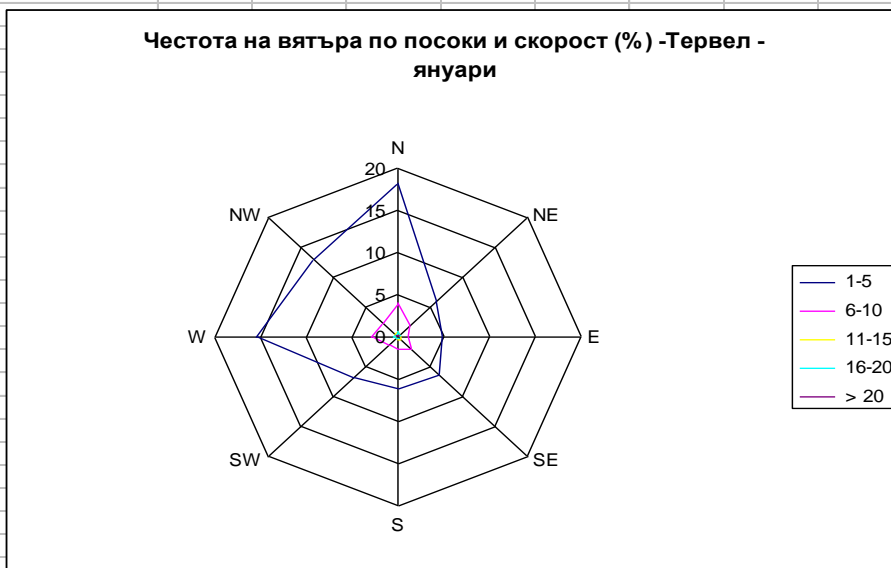 Честота на вятъра по посоки и скорост (%) -Тервел -
януари
N
20
NW
NE
15
10
5
W
0
E
SW
SE
S
1-5
6-10
11-15
16-20
> 20